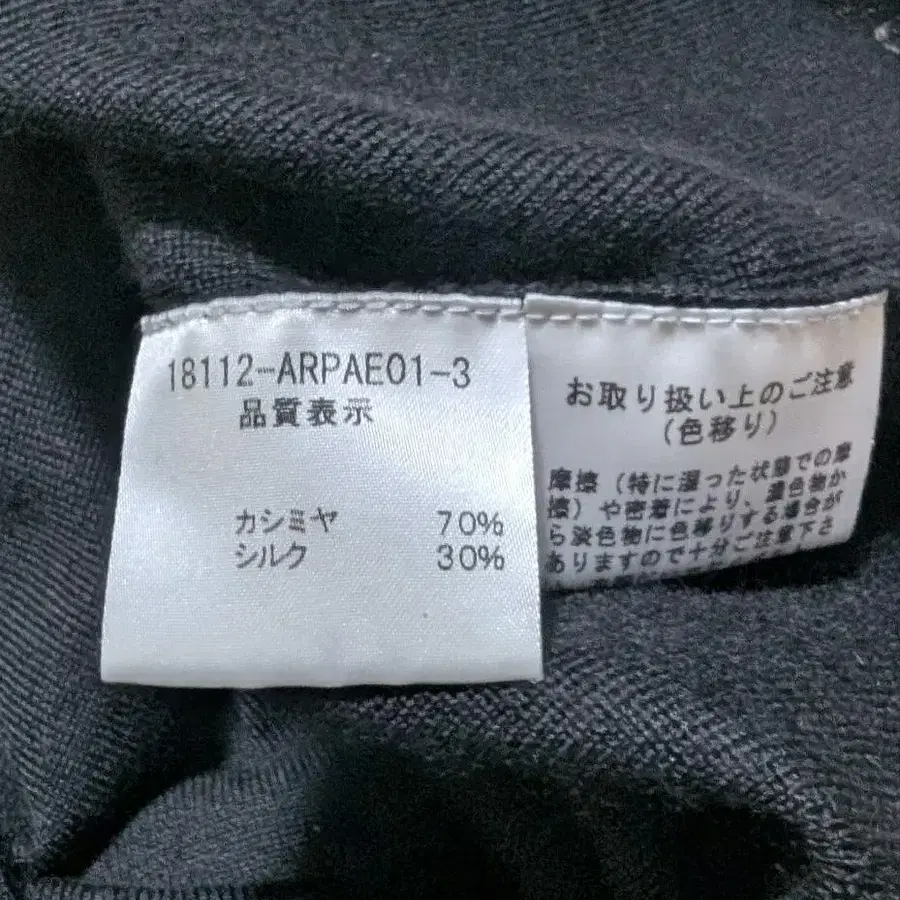 18112-ARPAE01-3
品質表示
カシミヤ 70%
シルク 30%
お取り扱い上のご注意
(色移り)
摩擦(特に湿った状態での摩
擦)や密着により、濃色物か
ら淡色物に色移りする場合が
ありますので十分ご注意下さ